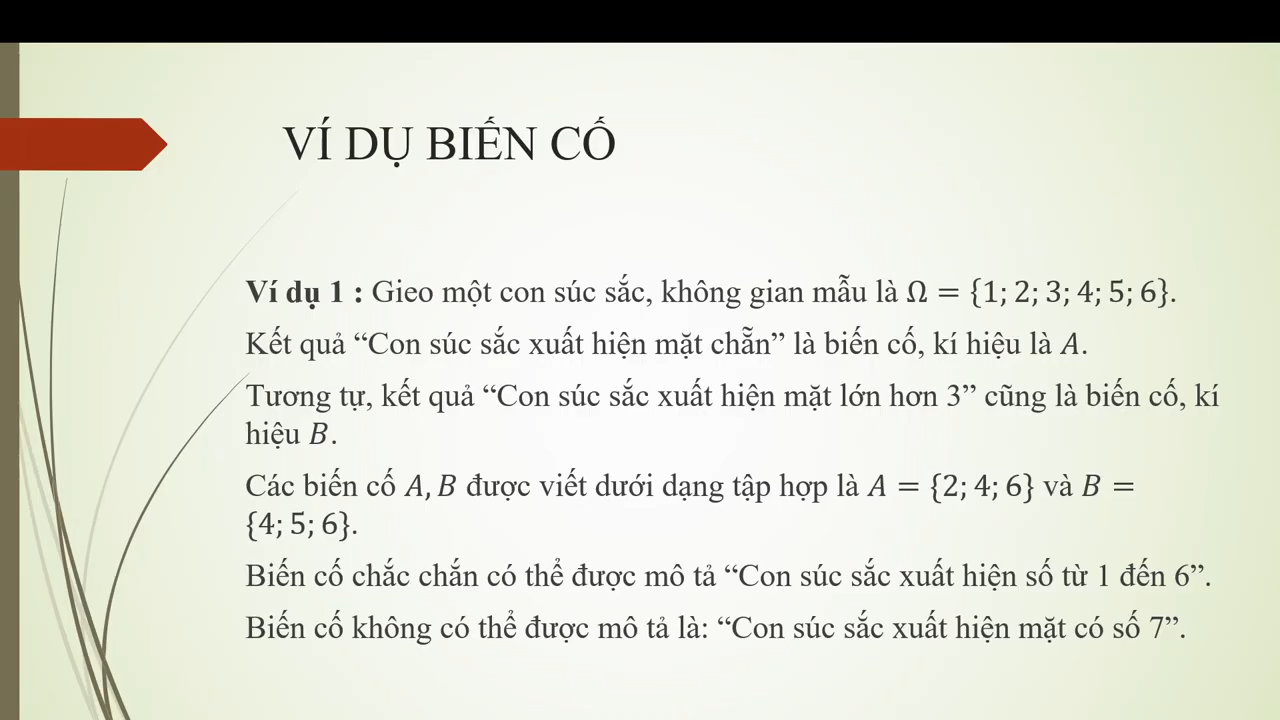 VÍ DỤ BIẾN CỐ
Ví dụ 1 : Gieo một con súc sắc, không gian mẫu là Ω = {1; 2; 3; 4; 5; 6}.
Kết quả “Con súc sắc xuất hiện mặt chẵn” là biến cố, kí hiệu là A.
Tương tự, kết quả “Con súc sắc xuất hiện mặt lớn hơn 3” cũng là biến cố, kí
hiệu B.
Các biến cố A, B được viết dưới dạng tập hợp là A = {2; 4; 6} và B =
{4; 5; 6}.
Biến cố chắc chắn có thể được mô tả “Con súc sắc xuất hiện số từ 1 đến 6”.
Biến cố không có thể được mô tả là: “Con súc sắc xuất hiện mặt có số 7”.